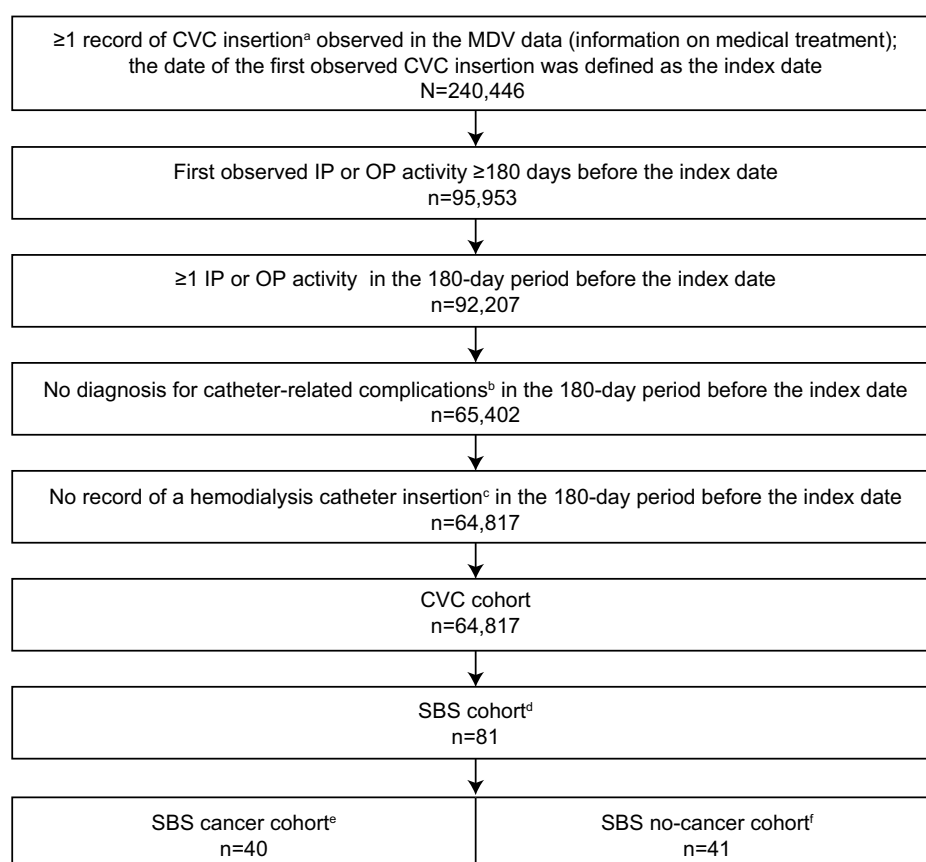 ≥1 record of CVC insertionᵃ observed in the MDV data (information on medical treatment);
the date of the first observed CVC insertion was defined as the index date
N=240,446
First observed IP or OP activity ≥180 days before the index date
n=95,953
≥1 IP or OP activity in the 180-day period before the index date
n=92,207
No diagnosis for catheter-related complicationsᵇ in the 180-day period before the index date
n=65,402
No record of a hemodialysis catheter insertionᶜ in the 180-day period before the index date
n=64,817
CVC cohort
n=64,817
SBS cohortᵈ
n=81
SBS cancer cohortᵉ
n=40
SBS no-cancer cohortᶠ
n=41